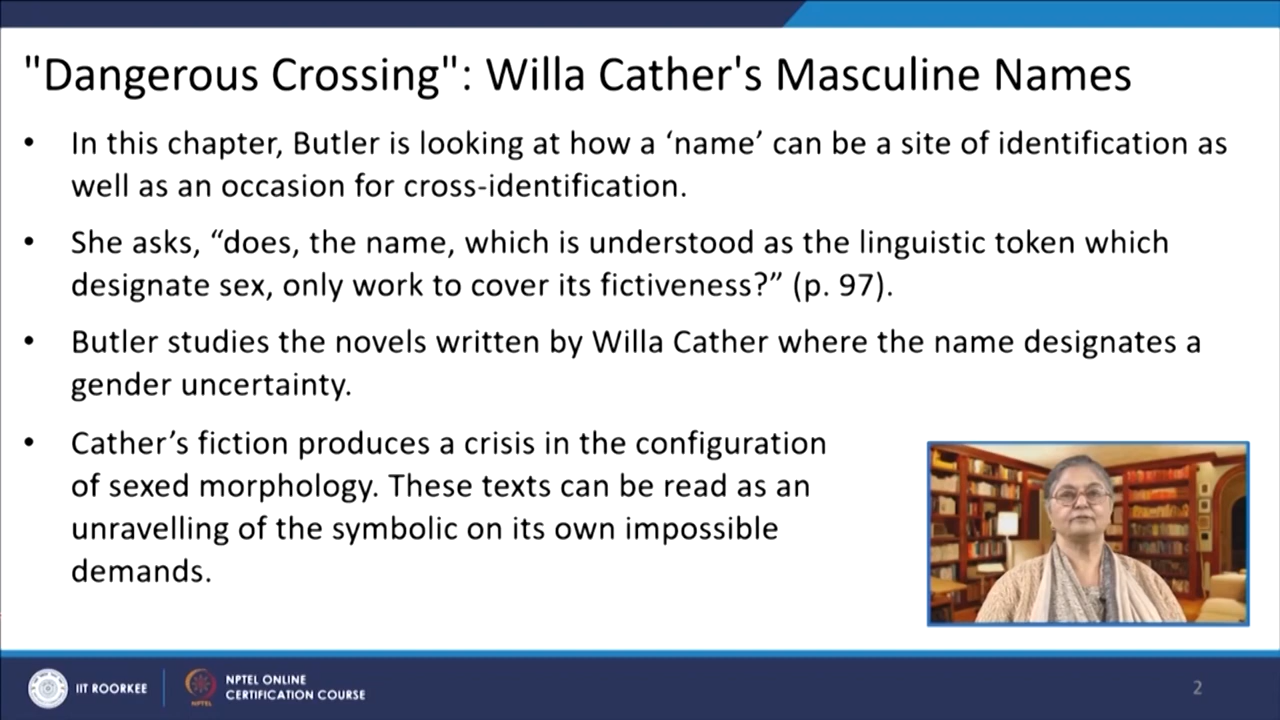 "Dangerous Crossing": Willa Cather's Masculine Names
• In this chapter, Butler is looking at how a ‘name’ can be a site of identification as
well as an occasion for cross-identification.
• She asks, “does, the name, which is understood as the linguistic token which
designate sex, only work to cover its fictiveness?” (p. 97).
• Butler studies the novels written by Willa Cather where the name designates a
gender uncertainty.
• Cather’s fiction produces a crisis in the configuration
of sexed morphology. These texts can be read as an
unravelling of the symbolic on its own impossible
demands.
IIT ROORKEE
NPTEL
NPTEL ONLINE
CERTIFICATION COURSE
2